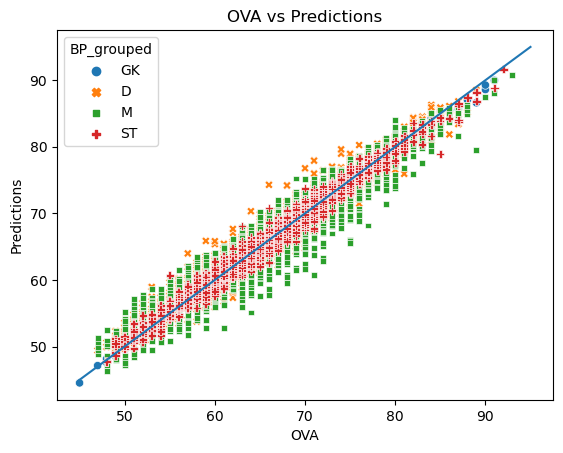 OVA vs Predictions
BP_grouped
GK
D
M
ST
90
80
70
60
50
Predictions
50 60 70 80 90
OVA